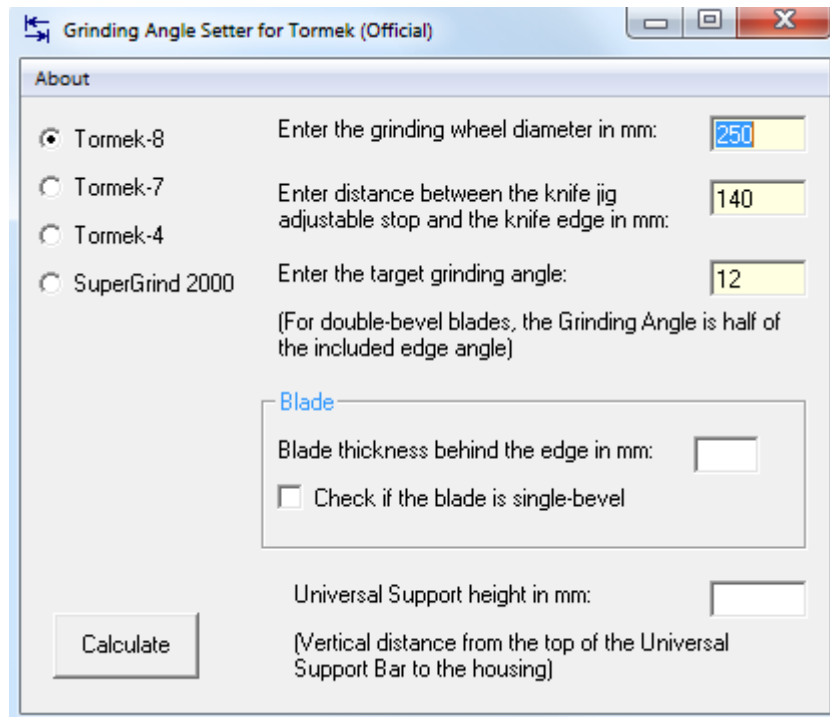 Grinding Angle Setter for Tormek (Official)
About
Tormek-8
Tormek-7
Tormek-4
SuperGrind 2000
Enter the grinding wheel diameter in mm:
250
Enter distance between the knife jig
adjustable stop and the knife edge in mm:
140
Enter the target grinding angle:
12
(For double-bevel blades, the Grinding Angle is half of
the included edge angle)
Blade
Blade thickness behind the edge in mm:
Check if the blade is single-bevel
Universal Support height in mm:
(Vertical distance from the top of the Universal
Support Bar to the housing)
Calculate